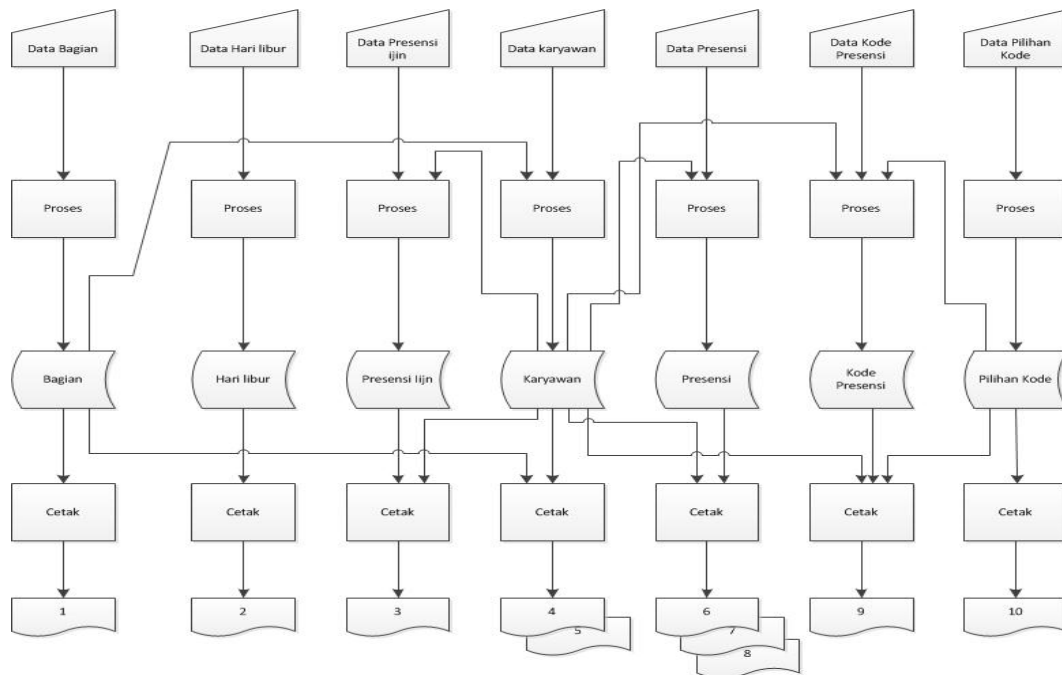 Data Bagian
Data Hari libur
Data Presensi
ijin
Data karyawan
Data Presensi
Data Kode
Presensi
Data Pilihan
Kode
Proses
Proses
Proses
Proses
Proses
Proses
Proses
Bagian
Hari libur
Presensi Iijn
Karyawan
Presensi
Kode
Presensi
Pilihan Kode
Cetak
Cetak
Cetak
Cetak
Cetak
Cetak
Cetak
1
2
3
4
5
6
7
8
9
10